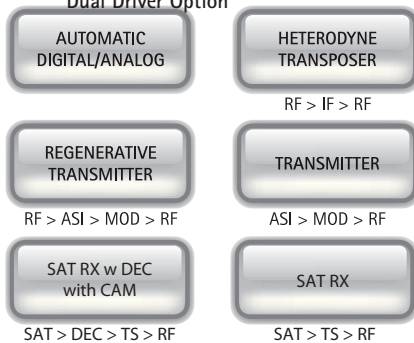 Dual Driver Option
AUTOMATIC
DIGITAL/ANALOG
HETERODYNE
TRANSPOSER
RF > IF > RF
REGENERATIVE
TRANSMITTER
RF > ASI > MOD > RF
TRANSMITTER
ASI > MOD > RF
SAT RX w DEC
with CAM
SAT > DEC > TS > RF
SAT RX
SAT > TS > RF